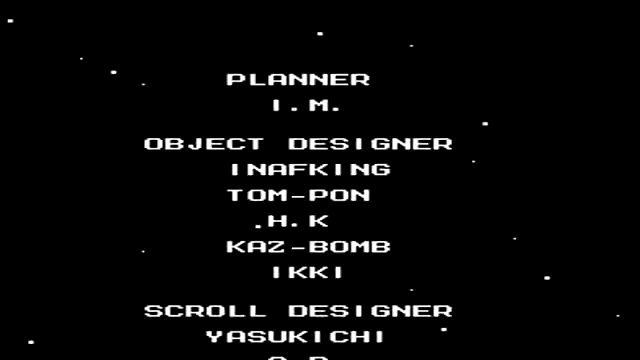 PLANNER
I.M.
OBJECT DESIGNER
INAFKING
TOM-PON
H.K
KAZ-BOMB
IKKI
SCROLL DESIGNER
YASUKICHI